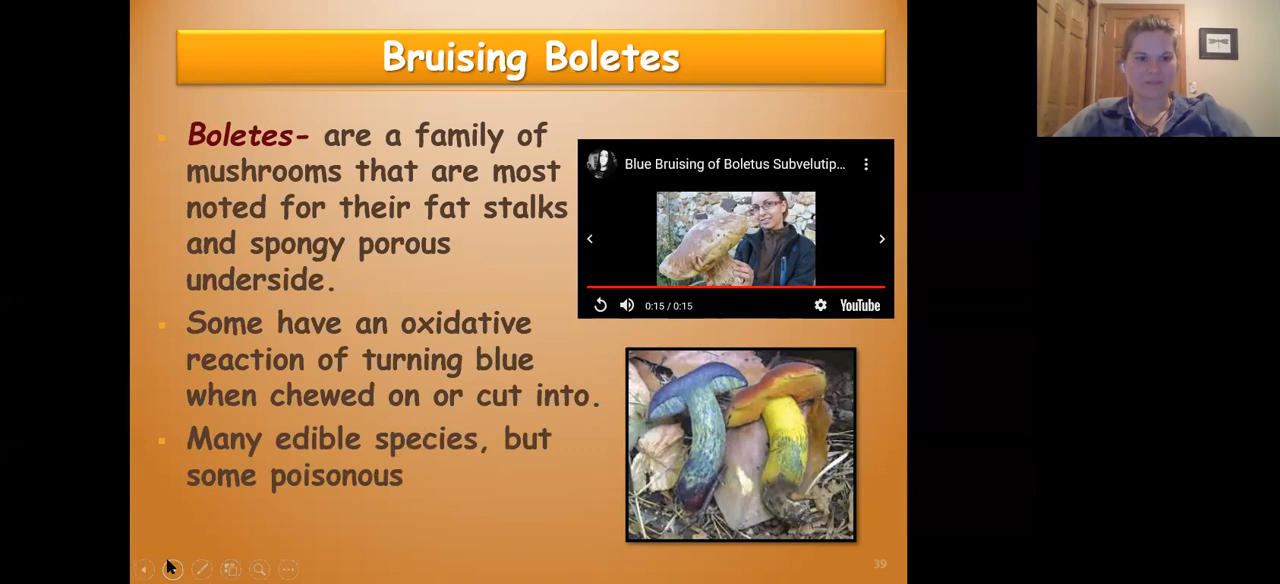 Bruising Boletes
Boletes- are a family of
mushrooms that are most
noted for their fat stalks
and spongy porous
underside.
Some have an oxidative
reaction of turning blue
when chewed on or cut into.
Many edible species, but
some poisonous
Blue Bruising of Boletus Subvelutip...
0:15 / 0:15
YouTube
39